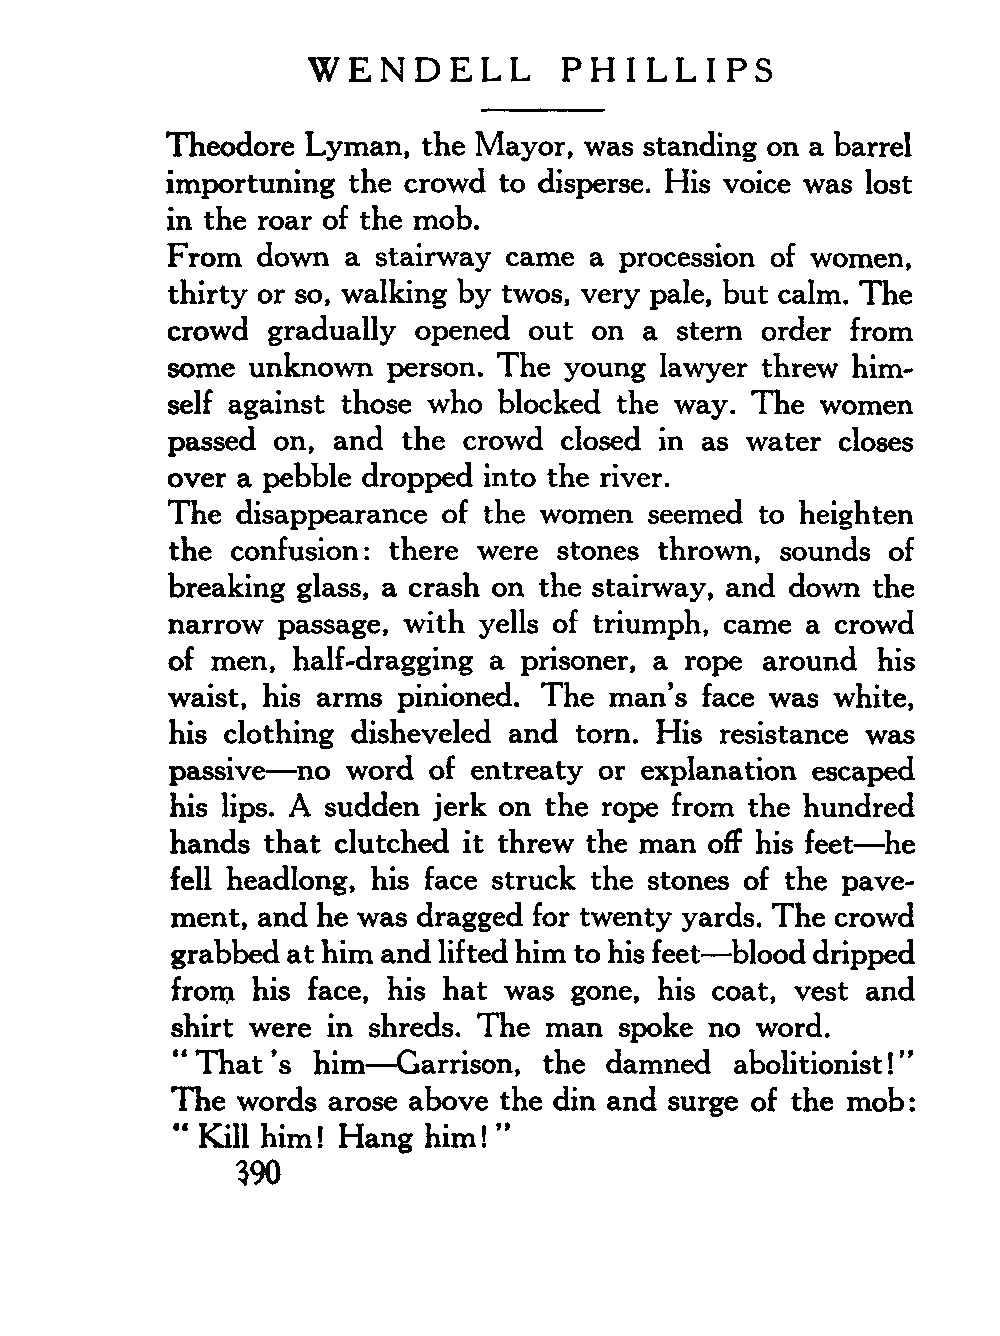 WENDELL PHILLIPS
Theodore Lyman, the Mayor, was standing on a barrel
importuning the crowd to disperse. His voice was lost
in the roar of the mob.
From down a stairway came a procession of women,
thirty or so, walking by twos, very pale, but calm. The
crowd gradually opened out on a stern order from
some unknown person. The young lawyer threw him-
self against those who blocked the way. The women
passed on, and the crowd closed in as water closes
over a pebble dropped into the river.
The disappearance of the women seemed to heighten
the confusion: there were stones thrown, sounds of
breaking glass, a crash on the stairway, and down the
narrow passage, with yells of triumph, came a crowd
of men, half-dragging a prisoner, a rope around his
waist, his arms pinioned. The man's face was white,
his clothing disheveled and torn. His resistance was
passive—no word of entreaty or explanation escaped
his lips. A sudden jerk on the rope from the hundred
hands that clutched it threw the man off his feet—he
fell headlong, his face struck the stones of the pave-
ment, and he was dragged for twenty yards. The crowd
grabbed at him and lifted him to his feet—blood dripped
from his face, his hat was gone, his coat, vest and
shirt were in shreds. The man spoke no word.
"That 's him—Garrison, the damned abolitionist!"
The words arose above the din and surge of the mob:
"Kill him! Hang him!"
390